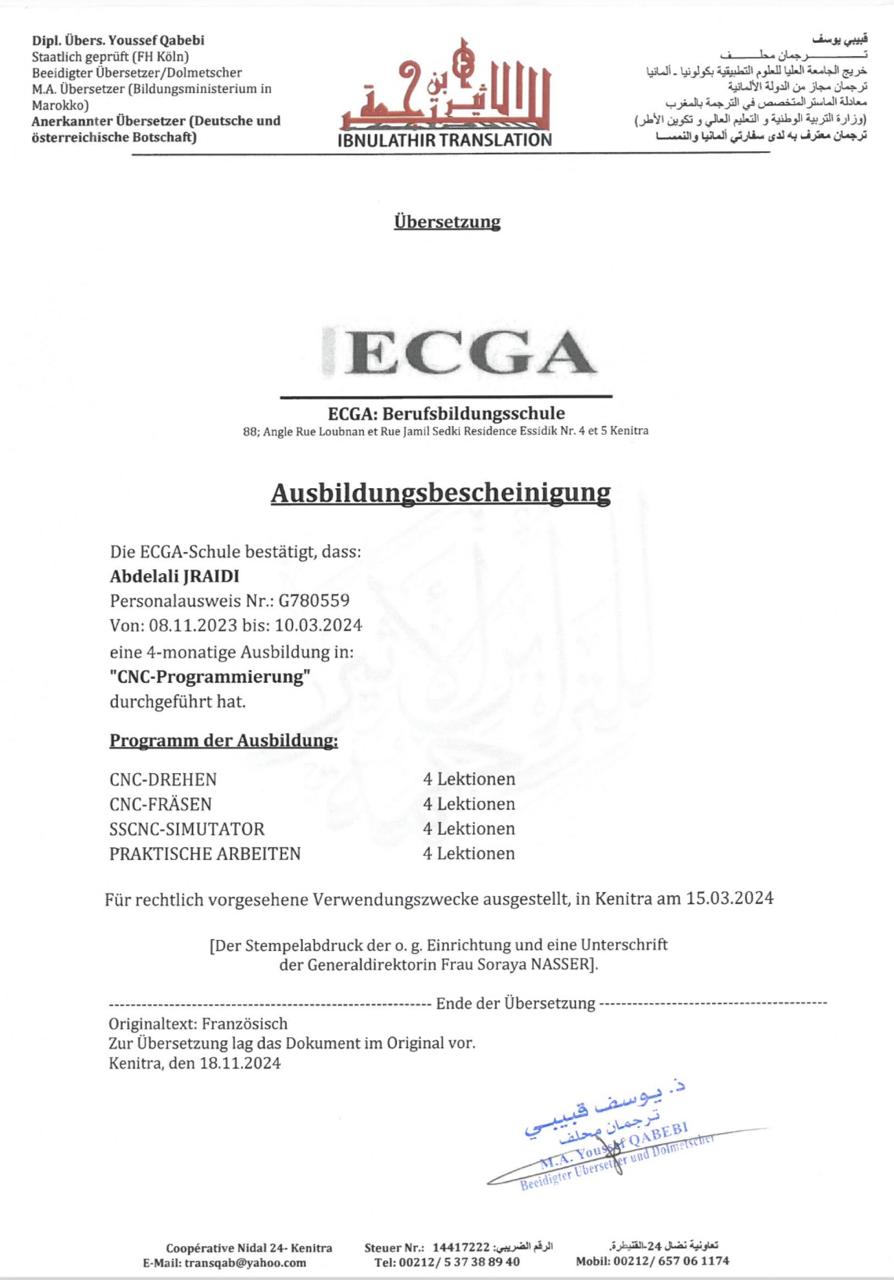 Dipl. Übers. Youssef Qabebi
Staatlich geprüft (FH Köln)
Beeidigter Übersetzer/Dolmetscher
M.A. Übersetzer (Bildungsministerium in
Marokko)
Anerkannter Übersetzer (Deutsche und
österreichische Botschaft)
IBNULATHIR TRANSLATION
قبيبي يوسف
تـــــــــرجمان محلـــــــف
خريج الجامعة العليا للعلوم التطبيقية بكولونيا - ألمانيا
ترجمان مجاز من الدولة الألمانية
معادلة الماستر المتخصص في الترجمة بالمغرب
(وزارة التربية الوطنية و التعليم العالي و تكوين الأطر)
ترجمان معترف به لدى سفارتي ألمانيا والنمسا
Übersetzung
ECGA
ECGA: Berufsbildungsschule
88; Angle Rue Loubnan et Rue Jamil Sedki Residence Essidik Nr. 4 et 5 Kenitra
Ausbildungsbescheinigung
Die ECGA-Schule bestätigt, dass:
Abdelali JRAIDI
Personalausweis Nr.: G780559
Von: 08.11.2023 bis: 10.03.2024
eine 4-monatige Ausbildung in:
"CNC-Programmierung"
durchgeführt hat.
Programm der Ausbildung:
CNC-DREHEN 4 Lektionen
CNC-FRÄSEN 4 Lektionen
SSCNC-SIMUTATOR 4 Lektionen
PRAKTISCHE ARBEITEN 4 Lektionen
Für rechtlich vorgesehene Verwendungszwecke ausgestellt, in Kenitra am 15.03.2024
[Der Stempelabdruck der o. g. Einrichtung und eine Unterschrift
der Generaldirektorin Frau Soraya NASSER].
---------- Ende der Übersetzung ----------
Originaltext: Französisch
Zur Übersetzung lag das Dokument im Original vor.
Kenitra, den 18.11.2024
ذ. يوسف قبيبي
ترجمان محلف
M.A. Youssef QABEBI
Beeidigter Übersetzer und Dolmetscher
Coopérative Nidal 24- Kenitra Steuer Nr.: 14417222 :الرقم الضريبي تعاونية نضال 24-القنيطرة.
E-Mail: transqab@yahoo.com Tel: 00212/ 5 37 38 89 40 Mobil: 00212/ 657 06 1174